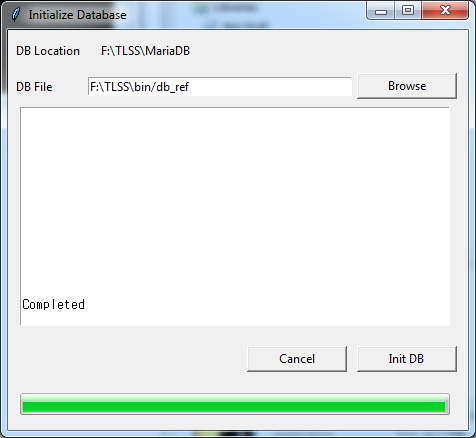 Initialize Database
DB Location F:\TLSS\MariaDB
DB File F:\TLSS\bin/db_ref Browse
Completed
Cancel Init DB